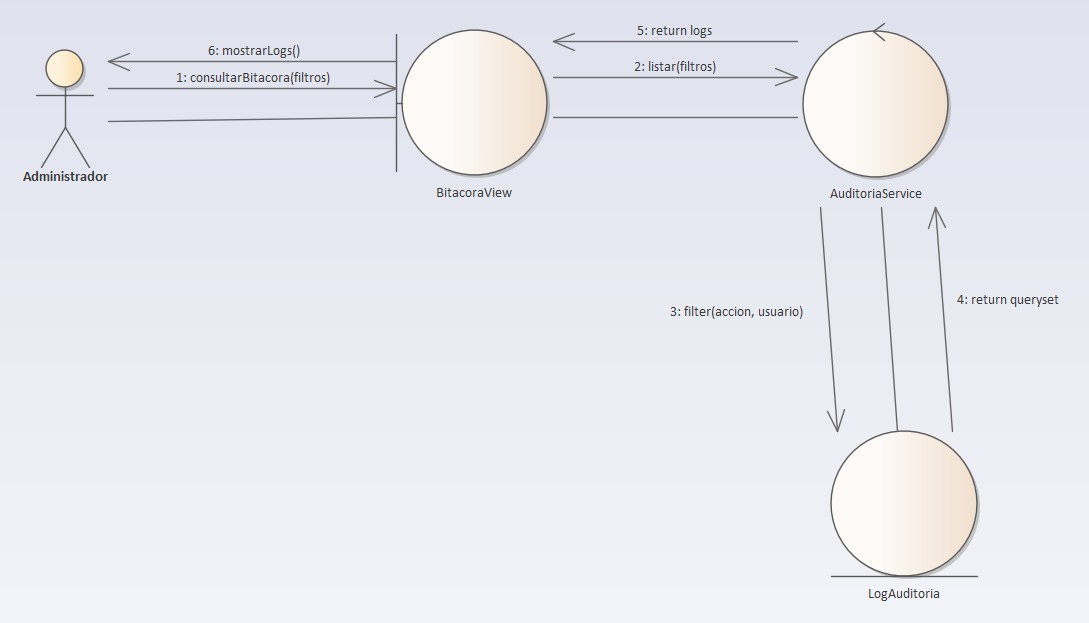 6: mostrarLogs()
1: consultarBitacora(filtros)
5: return logs
2: listar(filtros)
Administrador
BitacoraView
AuditoriaService
3: filter(accion, usuario)
4: return queryset
LogAuditoria